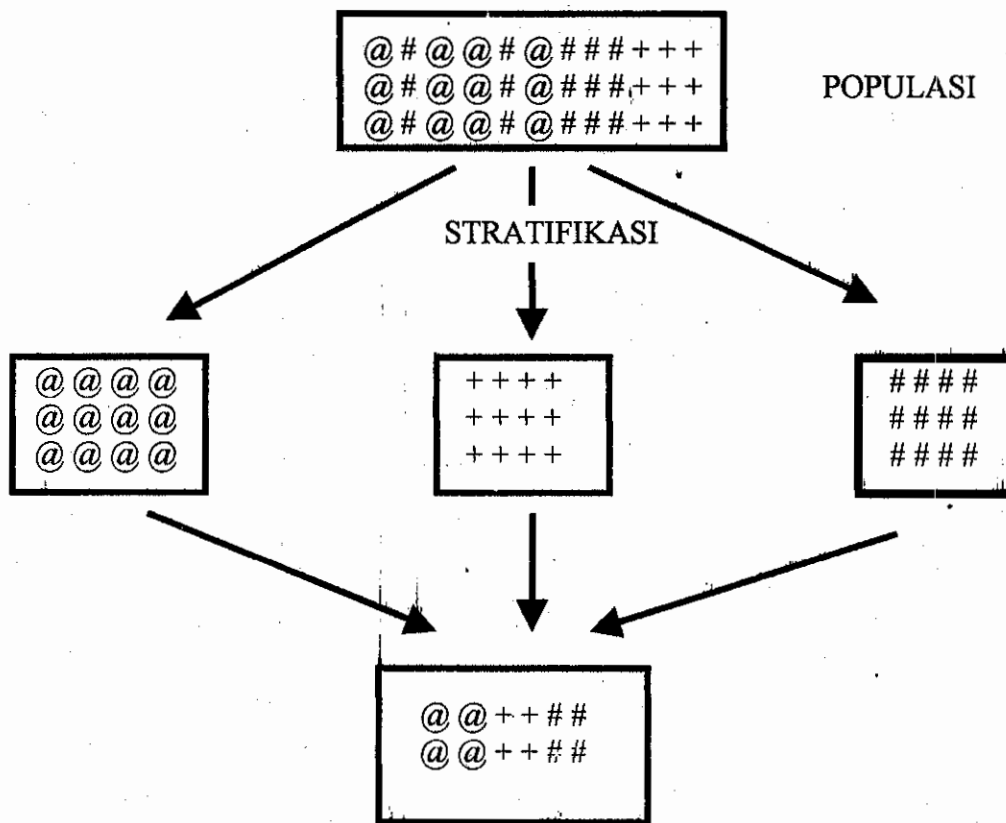 @ # @ @ # @ # # # + + +
@ # @ @ # @ # # # + + +
@ # @ @ # @ # # # + + +
POPULASI
STRATIFIKASI
@ @ @ @
@ @ @ @
@ @ @ @
+ + + +
+ + + +
+ + + +
# # # #
# # # #
# # # #
@ @ + + # #
@ @ + + # #